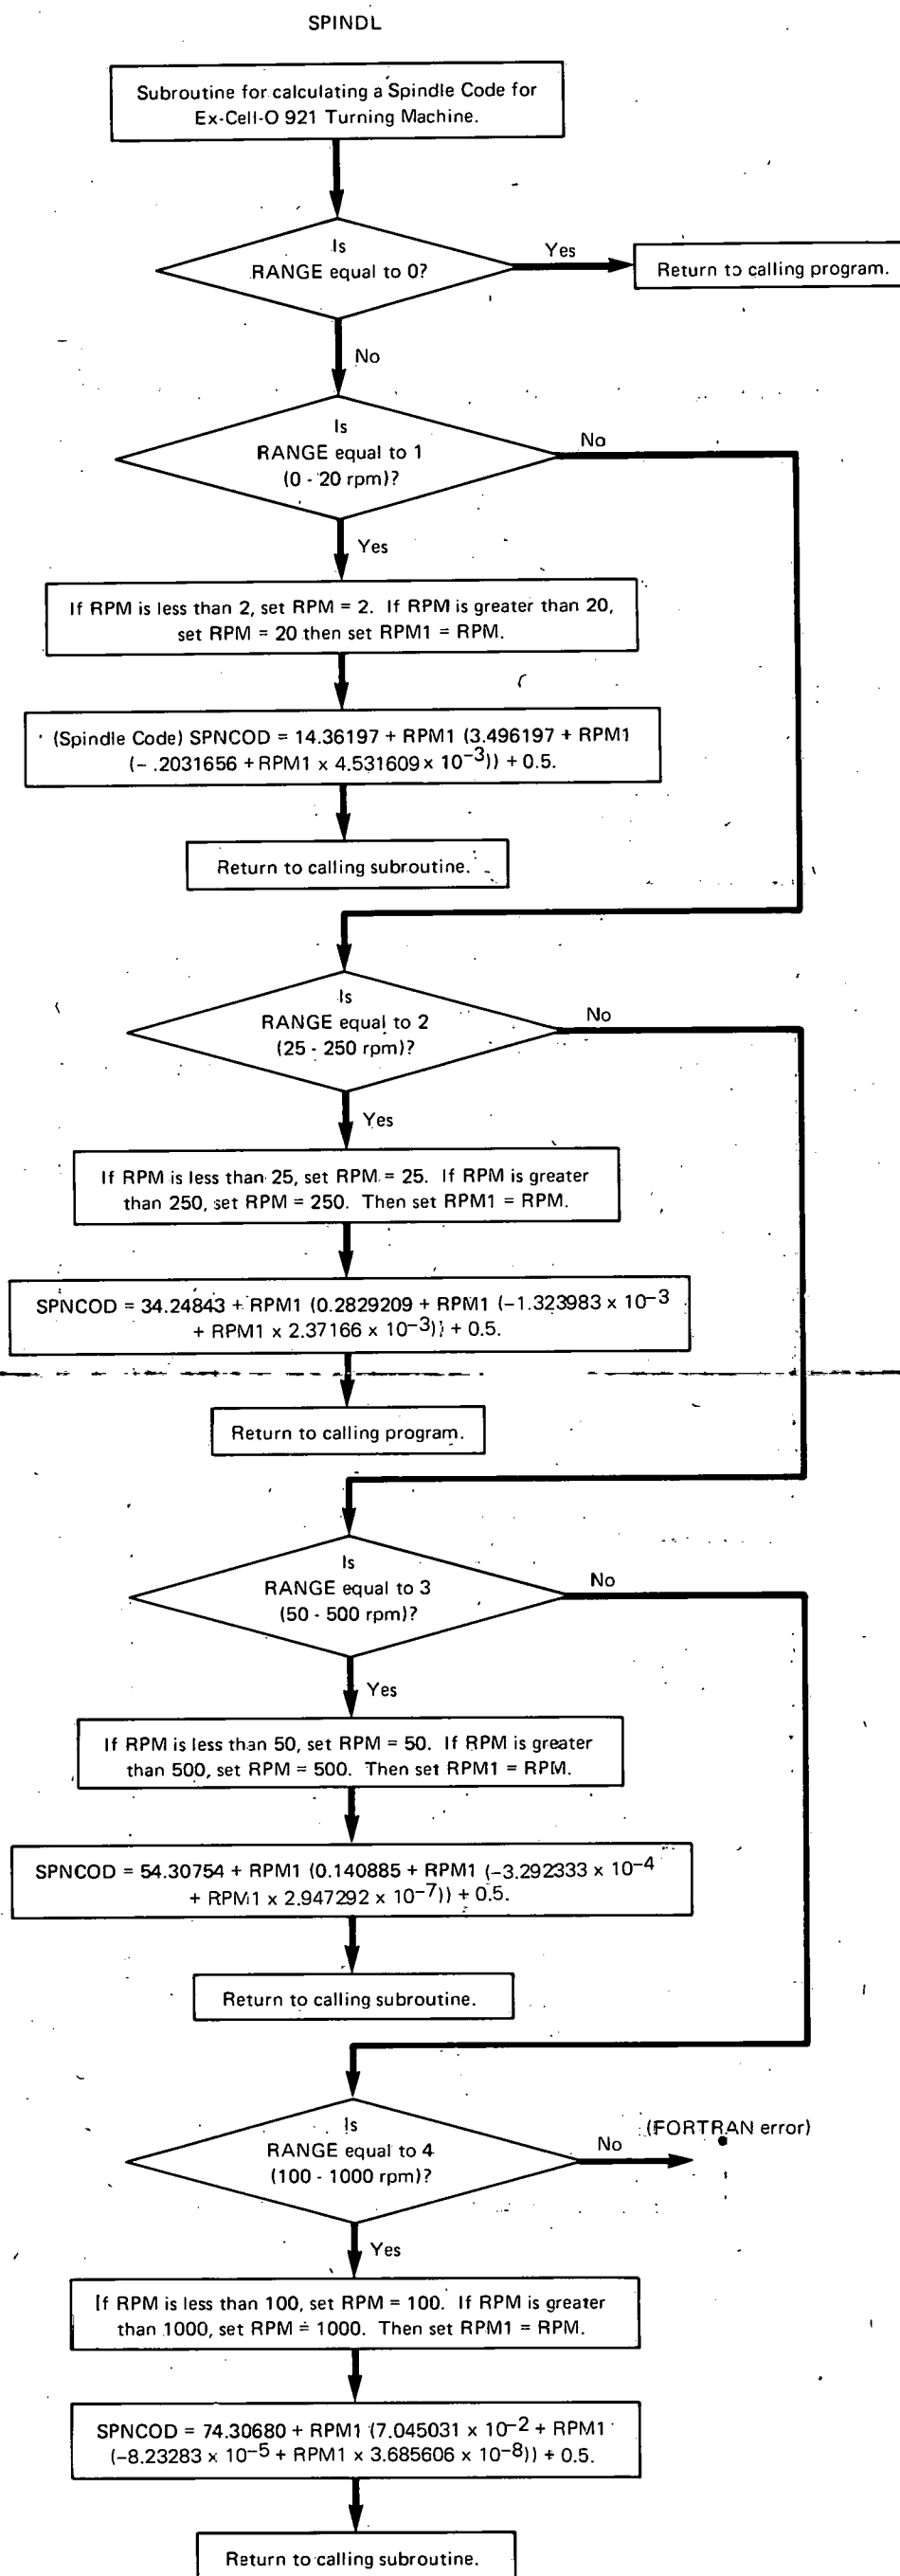 SPINDL
Subroutine for calculating a Spindle Code for
Ex-Cell-O 921 Turning Machine.
Is
RANGE equal to 0?
Yes
Return to calling program.
No
Is
RANGE equal to 1
(0 - 20 rpm)?
No
Yes
If RPM is less than 2, set RPM = 2. If RPM is greater than 20,
set RPM = 20 then set RPM1 = RPM.
(Spindle Code) SPNCOD = 14.36197 + RPM1 (3.496197 + RPM1
(- .2031656 + RPM1 x 4.531609 x 10⁻³)) + 0.5.
Return to calling subroutine.
Is
RANGE equal to 2
(25 - 250 rpm)?
No
Yes
If RPM is less than 25, set RPM = 25. If RPM is greater
than 250, set RPM = 250. Then set RPM1 = RPM.
SPNCOD = 34.24843 + RPM1 (0.2829209 + RPM1 (-1.323983 x 10⁻³
+ RPM1 x 2.37166 x 10⁻³)) + 0.5.
Return to calling program.
Is
RANGE equal to 3
(50 - 500 rpm)?
No
Yes
If RPM is less than 50, set RPM = 50. If RPM is greater
than 500, set RPM = 500. Then set RPM1 = RPM.
SPNCOD = 54.30754 + RPM1 (0.140885 + RPM1 (-3.292333 x 10⁻⁴
+ RPM1 x 2.947292 x 10⁻⁷)) + 0.5.
Return to calling subroutine.
Is
RANGE equal to 4
(100 - 1000 rpm)?
No
(FORTRAN error)
Yes
If RPM is less than 100, set RPM = 100. If RPM is greater
than 1000, set RPM = 1000. Then set RPM1 = RPM.
SPNCOD = 74.30680 + RPM1 (7.045031 x 10⁻² + RPM1
(-8.23283 x 10⁻⁵ + RPM1 x 3.685606 x 10⁻⁸)) + 0.5.
Return to calling subroutine.